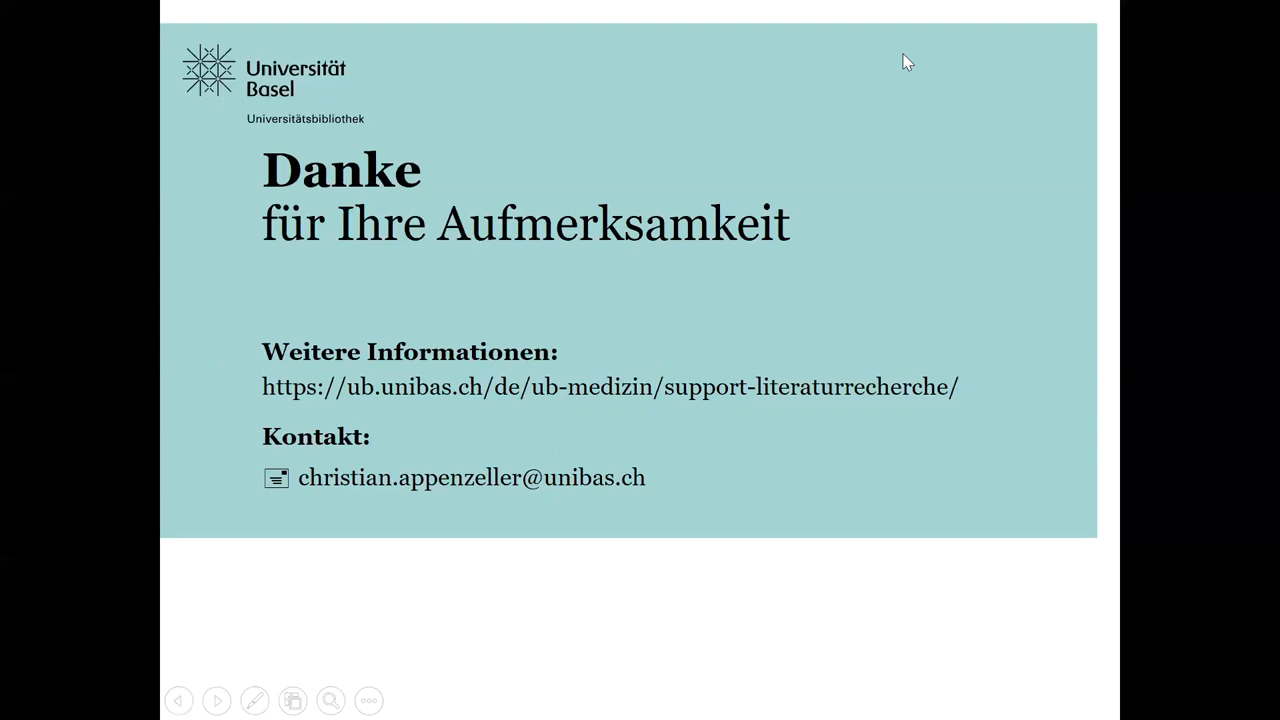 Universität
Basel
Universitätsbibliothek
Danke
für Ihre Aufmerksamkeit
Weitere Informationen:
https://ub.unibas.ch/de/ub-medizin/support-literaturrecherche/
Kontakt:
christian.appenzeller@unibas.ch